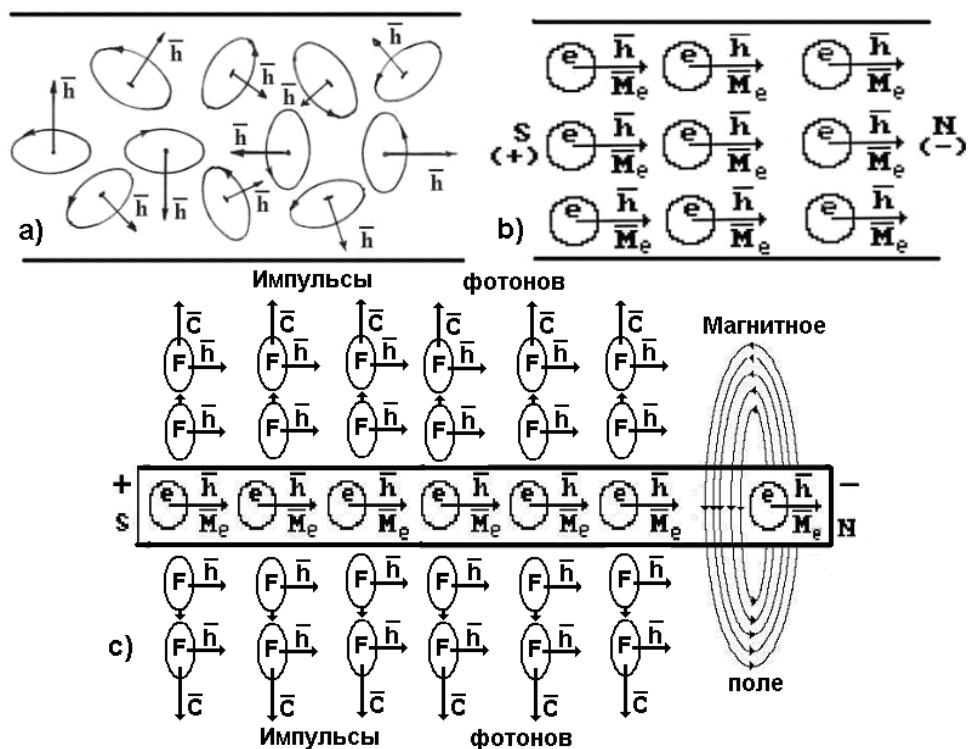 h̄ h̄ h̄ h̄ h̄
h̄ h̄
h̄ h̄ h̄ h̄
a)
e h̄ e h̄ e h̄
M̄e M̄e M̄e
S N
(+) (-)
e h̄ e h̄ e h̄
M̄e M̄e M̄e
e h̄ e h̄ e h̄
M̄e M̄e M̄e
b)
Импульсы фотонов
C̄ C̄ C̄ C̄ C̄ C̄
F h̄ F h̄ F h̄ F h̄ F h̄ F h̄
F h̄ F h̄ F h̄ F h̄ F h̄ F h̄
Магнитное
+ e h̄ e h̄ e h̄ e h̄ e h̄ e h̄ e h̄ -
S M̄e M̄e M̄e M̄e M̄e M̄e M̄e N
F h̄ F h̄ F h̄ F h̄ F h̄ F h̄
c)
F h̄ F h̄ F h̄ F h̄ F h̄ F h̄
C̄ C̄ C̄ C̄ C̄ C̄
поле
Импульсы фотонов